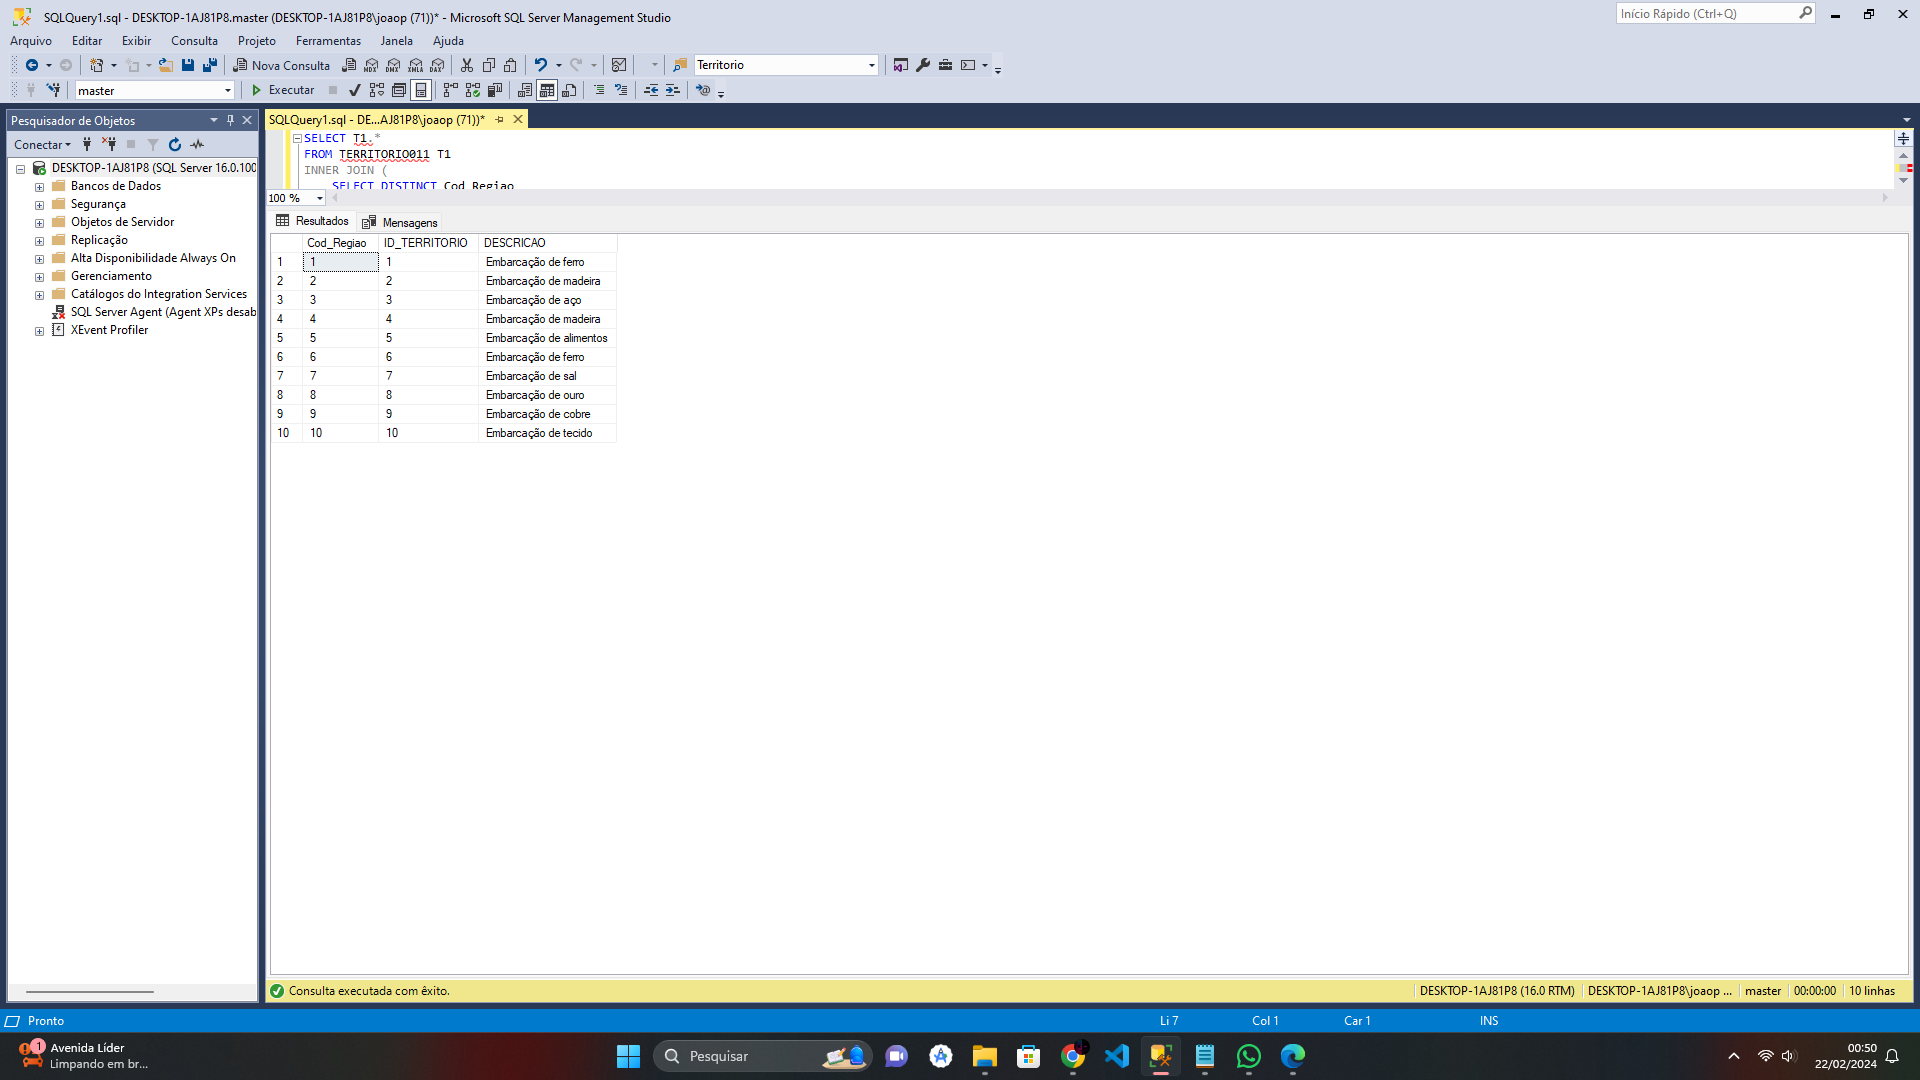 SQLQuery1.sql - DESKTOP-1AJ81P8.master (DESKTOP-1AJ81P8\joaop (71))* - Microsoft SQL Server Management Studio
Início Rápido (Ctrl+Q)
Arquivo Editar Exibir Consulta Projeto Ferramentas Janela Ajuda
Nova Consulta
MDX DMX XMLA DAX
Territorio
master
Executar
Pesquisador de Objetos
SQLQuery1.sql - DE...AJ81P8\joaop (71))*
Conectar
DESKTOP-1AJ81P8 (SQL Server 16.0.100
Bancos de Dados
Segurança
Objetos de Servidor
Replicação
Alta Disponibilidade Always On
Gerenciamento
Catálogos do Integration Services
SQL Server Agent (Agent XPs desab
XEvent Profiler
SELECT T1.*
FROM TERRITORIO011 T1
INNER JOIN (
SELECT DISTINCT Cod_Regiao
100 %
Resultados Mensagens
Cod_Regiao ID_TERRITORIO DESCRICAO
1 1 1 Embarcação de ferro
2 2 2 Embarcação de madeira
3 3 3 Embarcação de aço
4 4 4 Embarcação de madeira
5 5 5 Embarcação de alimentos
6 6 6 Embarcação de ferro
7 7 7 Embarcação de sal
8 8 8 Embarcação de ouro
9 9 9 Embarcação de cobre
10 10 10 Embarcação de tecido
Consulta executada com êxito.
DESKTOP-1AJ81P8 (16.0 RTM) DESKTOP-1AJ81P8\joaop ... master 00:00:00 10 linhas
Pronto
Li 7 Col 1 Car 1 INS
1
Avenida Líder
Limpando em br...
Pesquisar
00:50
22/02/2024